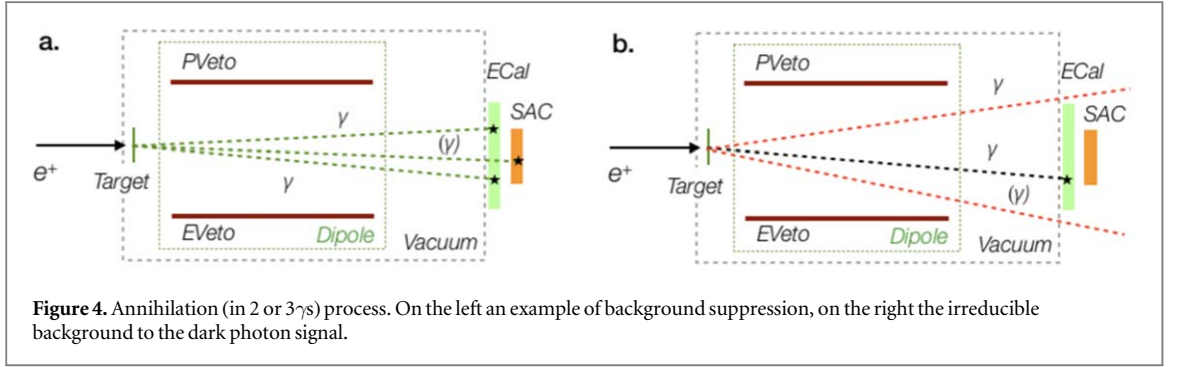 a.
PVeto
ECal
SAC
γ
(γ)
e+
Target
γ
EVeto
Dipole
Vacuum
b.
PVeto
ECal
SAC
γ
γ
(γ)
e+
Target
EVeto
Dipole
Vacuum
Figure 4. Annihilation (in 2 or 3γs) process. On the left an example of background suppression, on the right the irreducible
background to the dark photon signal.